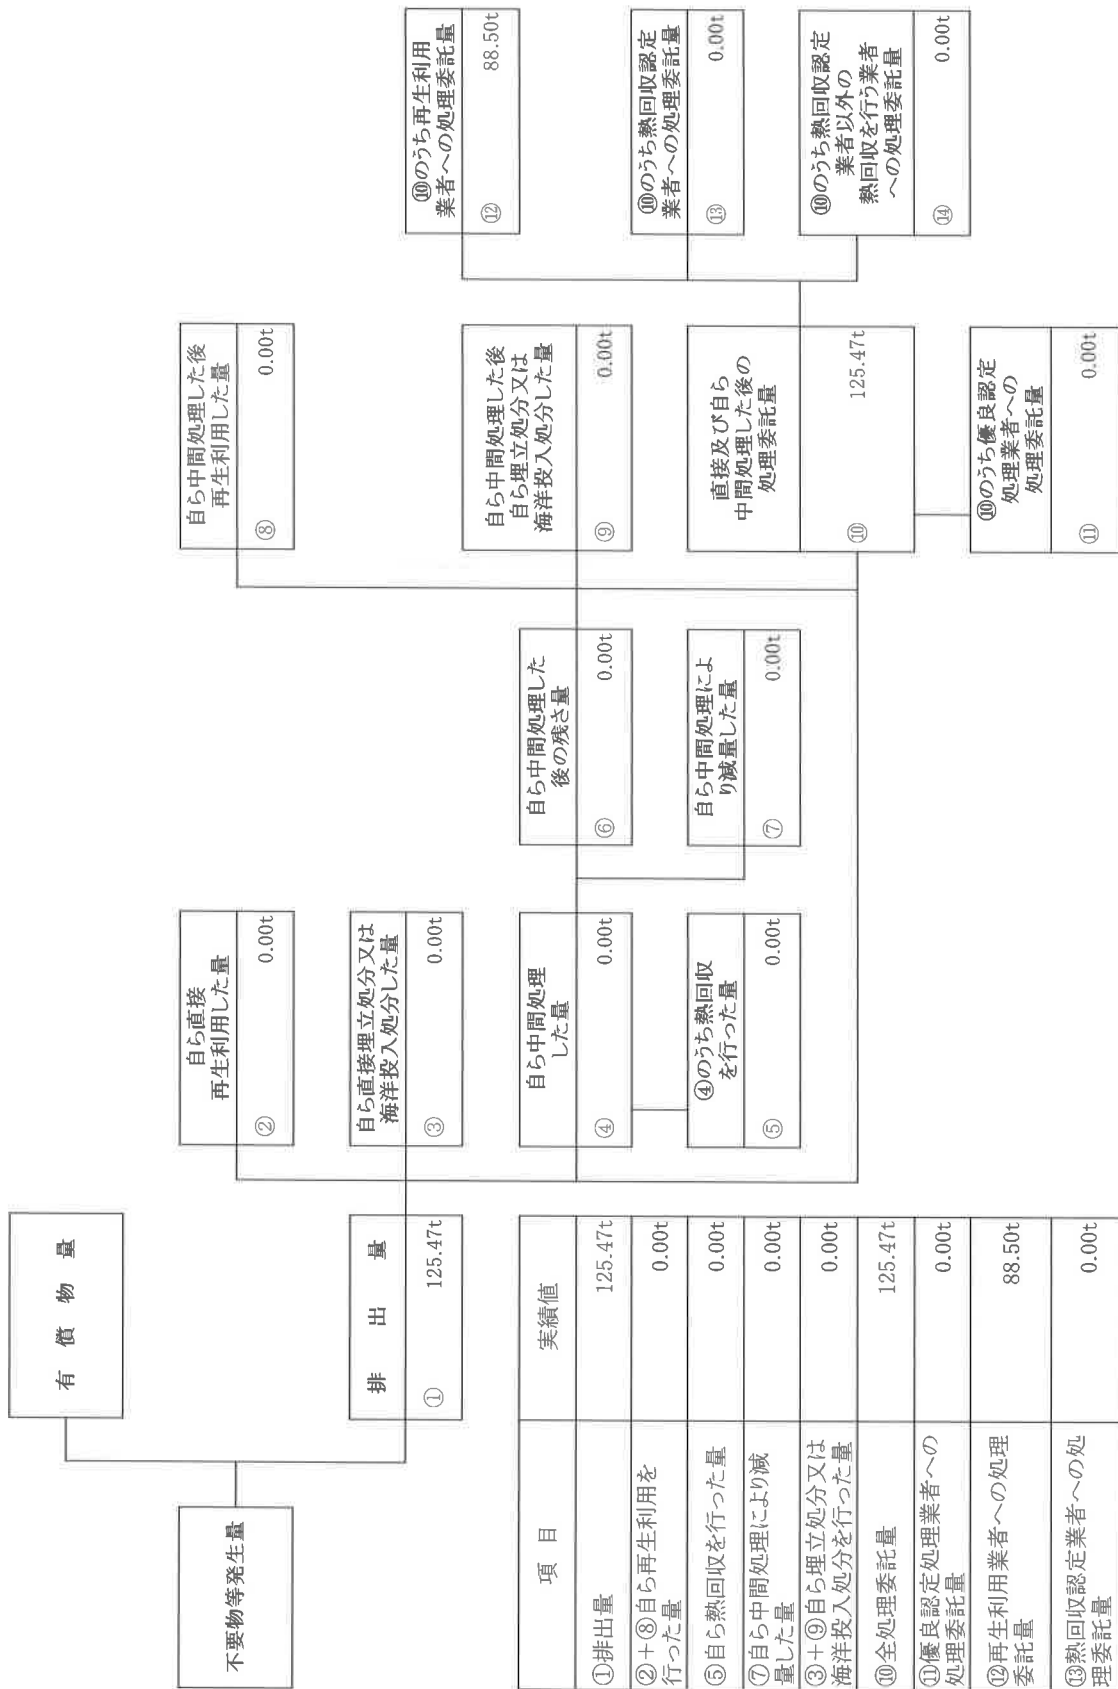 不要物等発生量
有償物量
排出量
① 125.47t
自ら直接
再生利用した量
② 0.00t
自ら直接埋立処分又は
海洋投入処分した量
③ 0.00t
自ら中間処理
した量
④ 0.00t
④のうち熱回収
を行った量
⑤ 0.00t
自ら中間処理した
後の残さ量
⑥ 0.00t
自ら中間処理によ
り減量した量
⑦ 0.00t
自ら中間処理した後
再生利用した量
⑧ 0.00t
自ら中間処理した後
自ら埋立処分又は
海洋投入処分した量
⑨ 0.00t
直接及び自ら
中間処理した後の
処理委託量
⑩ 125.47t
⑩のうち優良認定
処理業者への
処理委託量
⑪ 0.00t
⑩のうち再生利用
業者への処理委託量
⑫ 88.50t
⑩のうち熱回収認定
業者への処理委託量
⑬ 0.00t
⑩のうち熱回収認定
業者以外の
熱回収を行う業者
への処理委託量
⑭ 0.00t
項目 実績値
①排出量 125.47t
②+⑧自ら再生利用を
行った量 0.00t
⑤自ら熱回収を行った量 0.00t
⑦自ら中間処理により減
量した量 0.00t
③+⑨自ら埋立処分又は
海洋投入処分を行った量 0.00t
⑩全処理委託量 125.47t
⑪優良認定処理業者への
処理委託量 0.00t
⑫再生利用業者への処理
委託量 88.50t
⑬熱回収認定業者への処
理委託量 0.00t